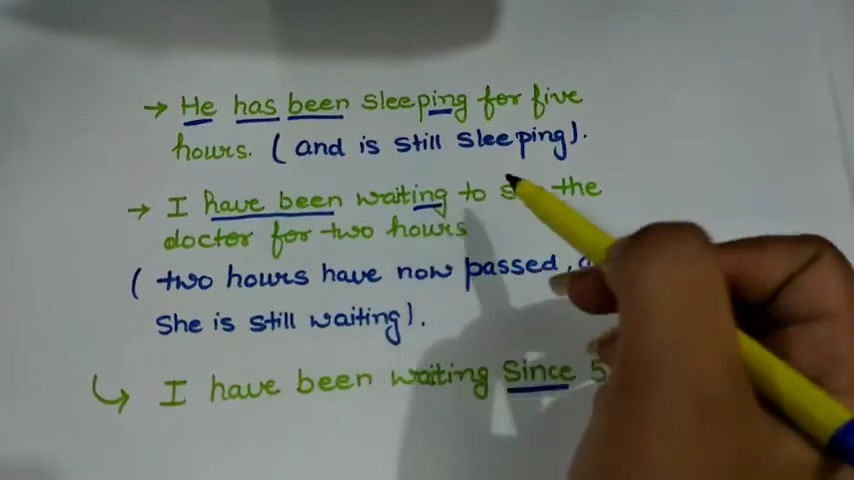 → He has been sleeping for five
hours. (and is still sleeping).
→ I have been waiting to the
doctor for two hours
( two hours have now passed,
she is still waiting).
↳ I have been waiting since 5